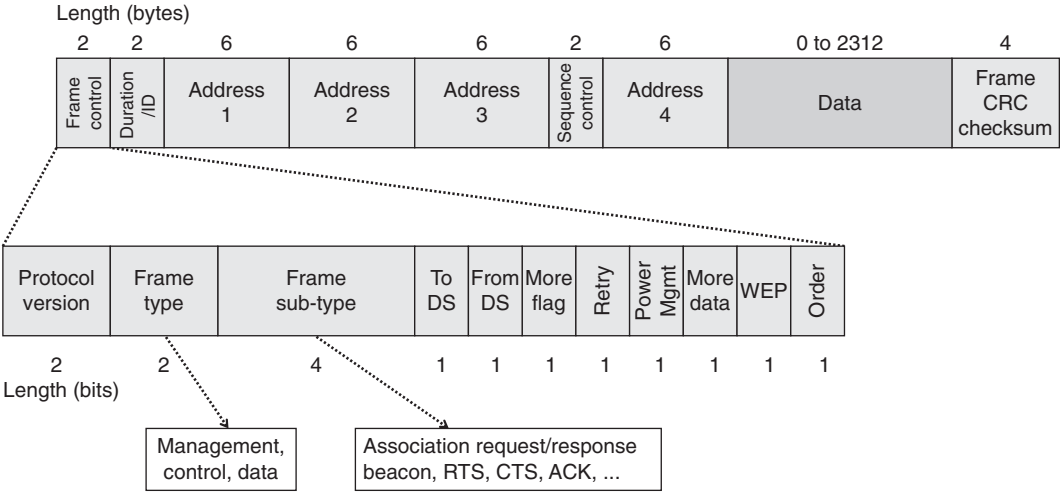 Length (bytes)
2 2 6 6 6 2 6 0 to 2312 4
Frame
control
Duration
/ID
Address
1
Address
2
Address
3
Sequence
control
Address
4
Data
Frame
CRC
checksum
Protocol
version
Frame
type
Frame
sub-type
To
DS
From
DS
More
flag
Retry
Power
Mgmt
More
data
WEP
Order
2 2 4 1 1 1 1 1 1 1 1
Length (bits)
Management,
control, data
Association request/response
beacon, RTS, CTS, ACK, ...